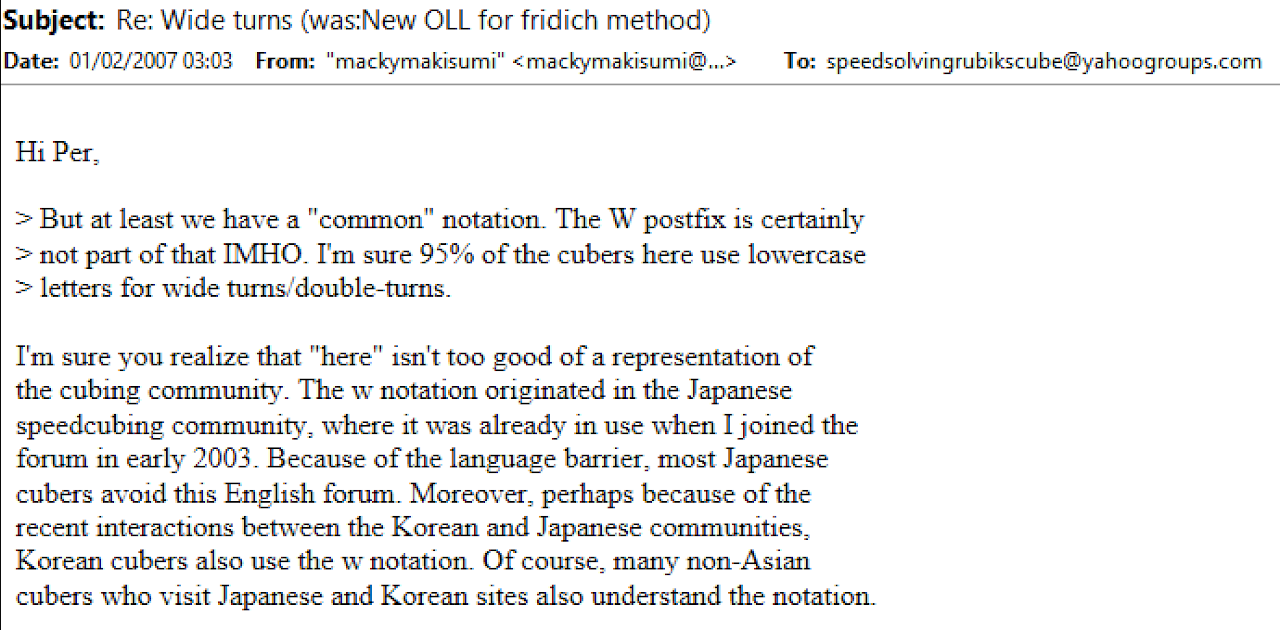 Subject: Re: Wide turns (was:New OLL for fridich method)
Date: 01/02/2007 03:03 From: "mackymakisumi" <mackymakisumi@...> To: speedsolvingrubikscube@yahoogroups.com
Hi Per,
> But at least we have a "common" notation. The W postfix is certainly
> not part of that IMHO. I'm sure 95% of the cubers here use lowercase
> letters for wide turns/double-turns.
I'm sure you realize that "here" isn't too good of a representation of
the cubing community. The w notation originated in the Japanese
speedcubing community, where it was already in use when I joined the
forum in early 2003. Because of the language barrier, most Japanese
cubers avoid this English forum. Moreover, perhaps because of the
recent interactions between the Korean and Japanese communities,
Korean cubers also use the w notation. Of course, many non-Asian
cubers who visit Japanese and Korean sites also understand the notation.